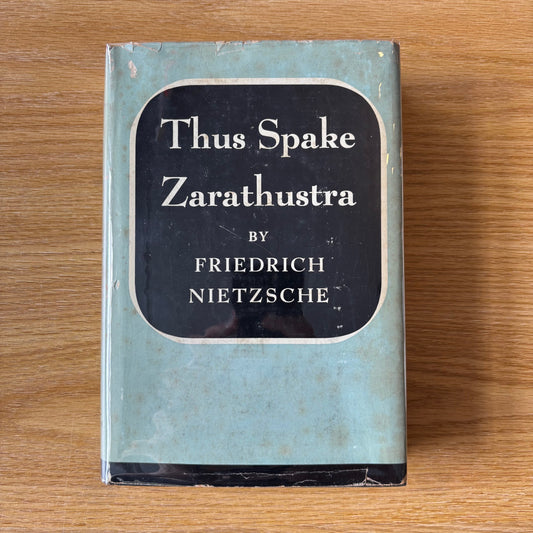 Thus Spake
Zarathustra
BY
FRIEDRICH
NIETZSCHE